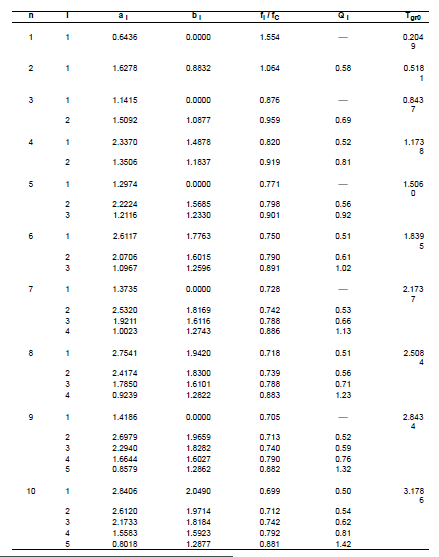 n I a I b I f I / f C Q I T gr0
1 1 0.6436 0.0000 1.554 — 0.204
9
2 1 1.6278 0.8832 1.064 0.58 0.518
1
3 1 1.1415 0.0000 0.876 — 0.843
7
2 1.5092 1.0877 0.959 0.69
4 1 2.3370 1.4878 0.820 0.52 1.173
8
2 1.3506 1.1837 0.919 0.81
5 1 1.2974 0.0000 0.771 — 1.506
0
2 2.2224 1.5685 0.798 0.56
3 1.2116 1.2330 0.901 0.92
6 1 2.6117 1.7763 0.750 0.51 1.839
5
2 2.0706 1.6015 0.790 0.61
3 1.0967 1.2596 0.891 1.02
7 1 1.3735 0.0000 0.728 — 2.173
7
2 2.5320 1.8169 0.742 0.53
3 1.9211 1.6116 0.788 0.66
4 1.0023 1.2743 0.886 1.13
8 1 2.7541 1.9420 0.718 0.51 2.508
4
2 2.4174 1.8300 0.739 0.56
3 1.7850 1.6101 0.788 0.71
4 0.9239 1.2822 0.883 1.23
9 1 1.4186 0.0000 0.705 — 2.843
4
2 2.6979 1.9659 0.713 0.52
3 2.2940 1.8282 0.740 0.59
4 1.6644 1.6027 0.790 0.76
5 0.8579 1.2862 0.882 1.32
10 1 2.8406 2.0490 0.699 0.50 3.178
6
2 2.6120 1.9714 0.712 0.54
3 2.1733 1.8184 0.742 0.62
4 1.5583 1.5923 0.792 0.81
5 0.8018 1.2877 0.881 1.42